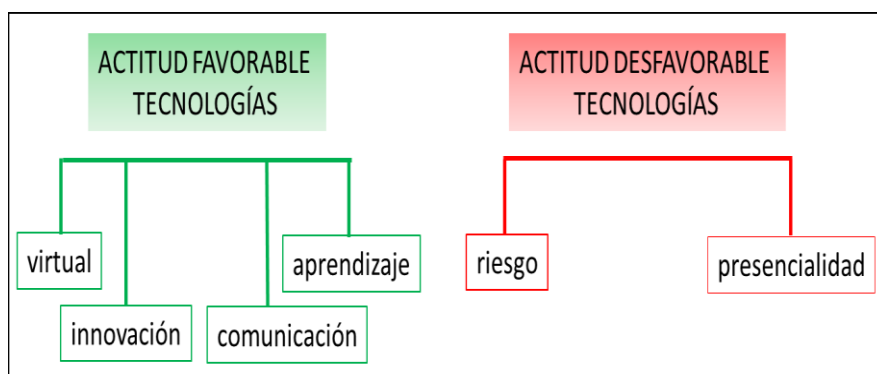 ACTITUD FAVORABLE
TECNOLOGÍAS
ACTITUD DESFAVORABLE
TECNOLOGÍAS
virtual
aprendizaje
innovación
comunicación
riesgo
presencialidad